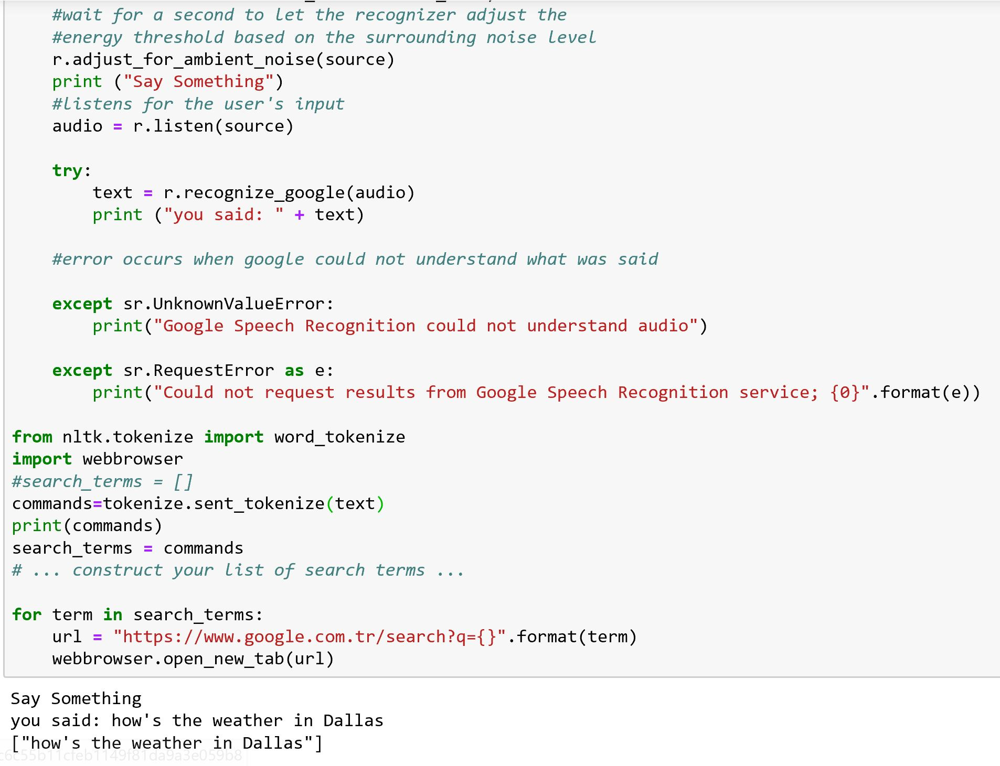 #wait for a second to let the recognizer adjust the
#energy threshold based on the surrounding noise level
r.adjust_for_ambient_noise(source)
print ("Say Something")
#listens for the user's input
audio = r.listen(source)
try:
text = r.recognize_google(audio)
print ("you said: " + text)
#error occurs when google could not understand what was said
except sr.UnknownValueError:
print("Google Speech Recognition could not understand audio")
except sr.RequestError as e:
print("Could not request results from Google Speech Recognition service; {0}".format(e))
from nltk.tokenize import word_tokenize
import webbrowser
#search_terms = []
commands=tokenize.sent_tokenize(text)
print(commands)
search_terms = commands
# ... construct your list of search terms ...
for term in search_terms:
url = "https://www.google.com.tr/search?q={}".format(term)
webbrowser.open_new_tab(url)
Say Something
you said: how's the weather in Dallas
["how's the weather in Dallas"]
c6c55b11cfeb1149f81da9a3e059b8